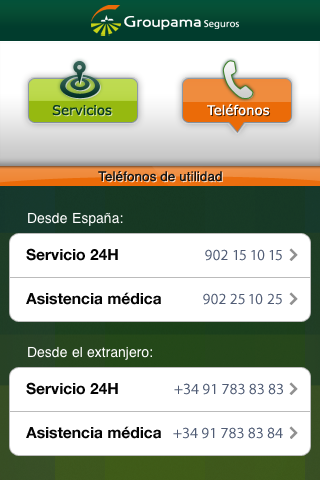 Groupama Seguros
Servicios
Teléfonos
Teléfonos de utilidad
Desde España:
Servicio 24H 902 15 10 15
Asistencia médica 902 25 10 25
Desde el extranjero:
Servicio 24H +34 91 783 83 83
Asistencia médica +34 91 783 83 84